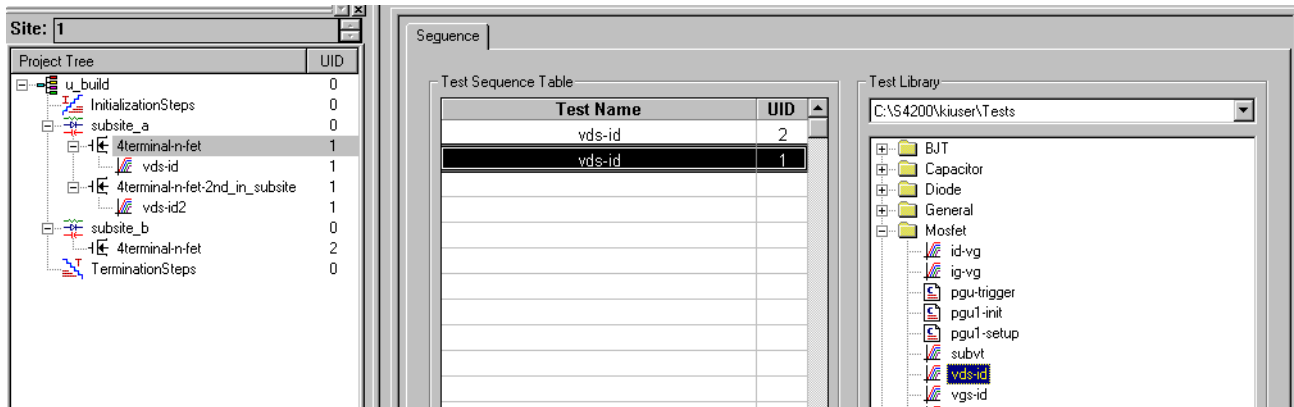 Site: 1
Project Tree UID
u_build 0
InitializationSteps 0
subsite_a 0
4terminal-n-fet 1
vds-id 1
4terminal-n-fet-2nd_in_subsite 1
vds-id2 1
subsite_b 0
4terminal-n-fet 2
TerminationSteps 0
Sequence
Test Sequence Table
Test Name UID
vds-id 2
vds-id 1
Test Library
C:\S4200\kiuser\Tests
BJT
Capacitor
Diode
General
Mosfet
id-vg
ig-vg
pgu-trigger
pgu1-init
pgu1-setup
subvt
vds-id
vgs-id